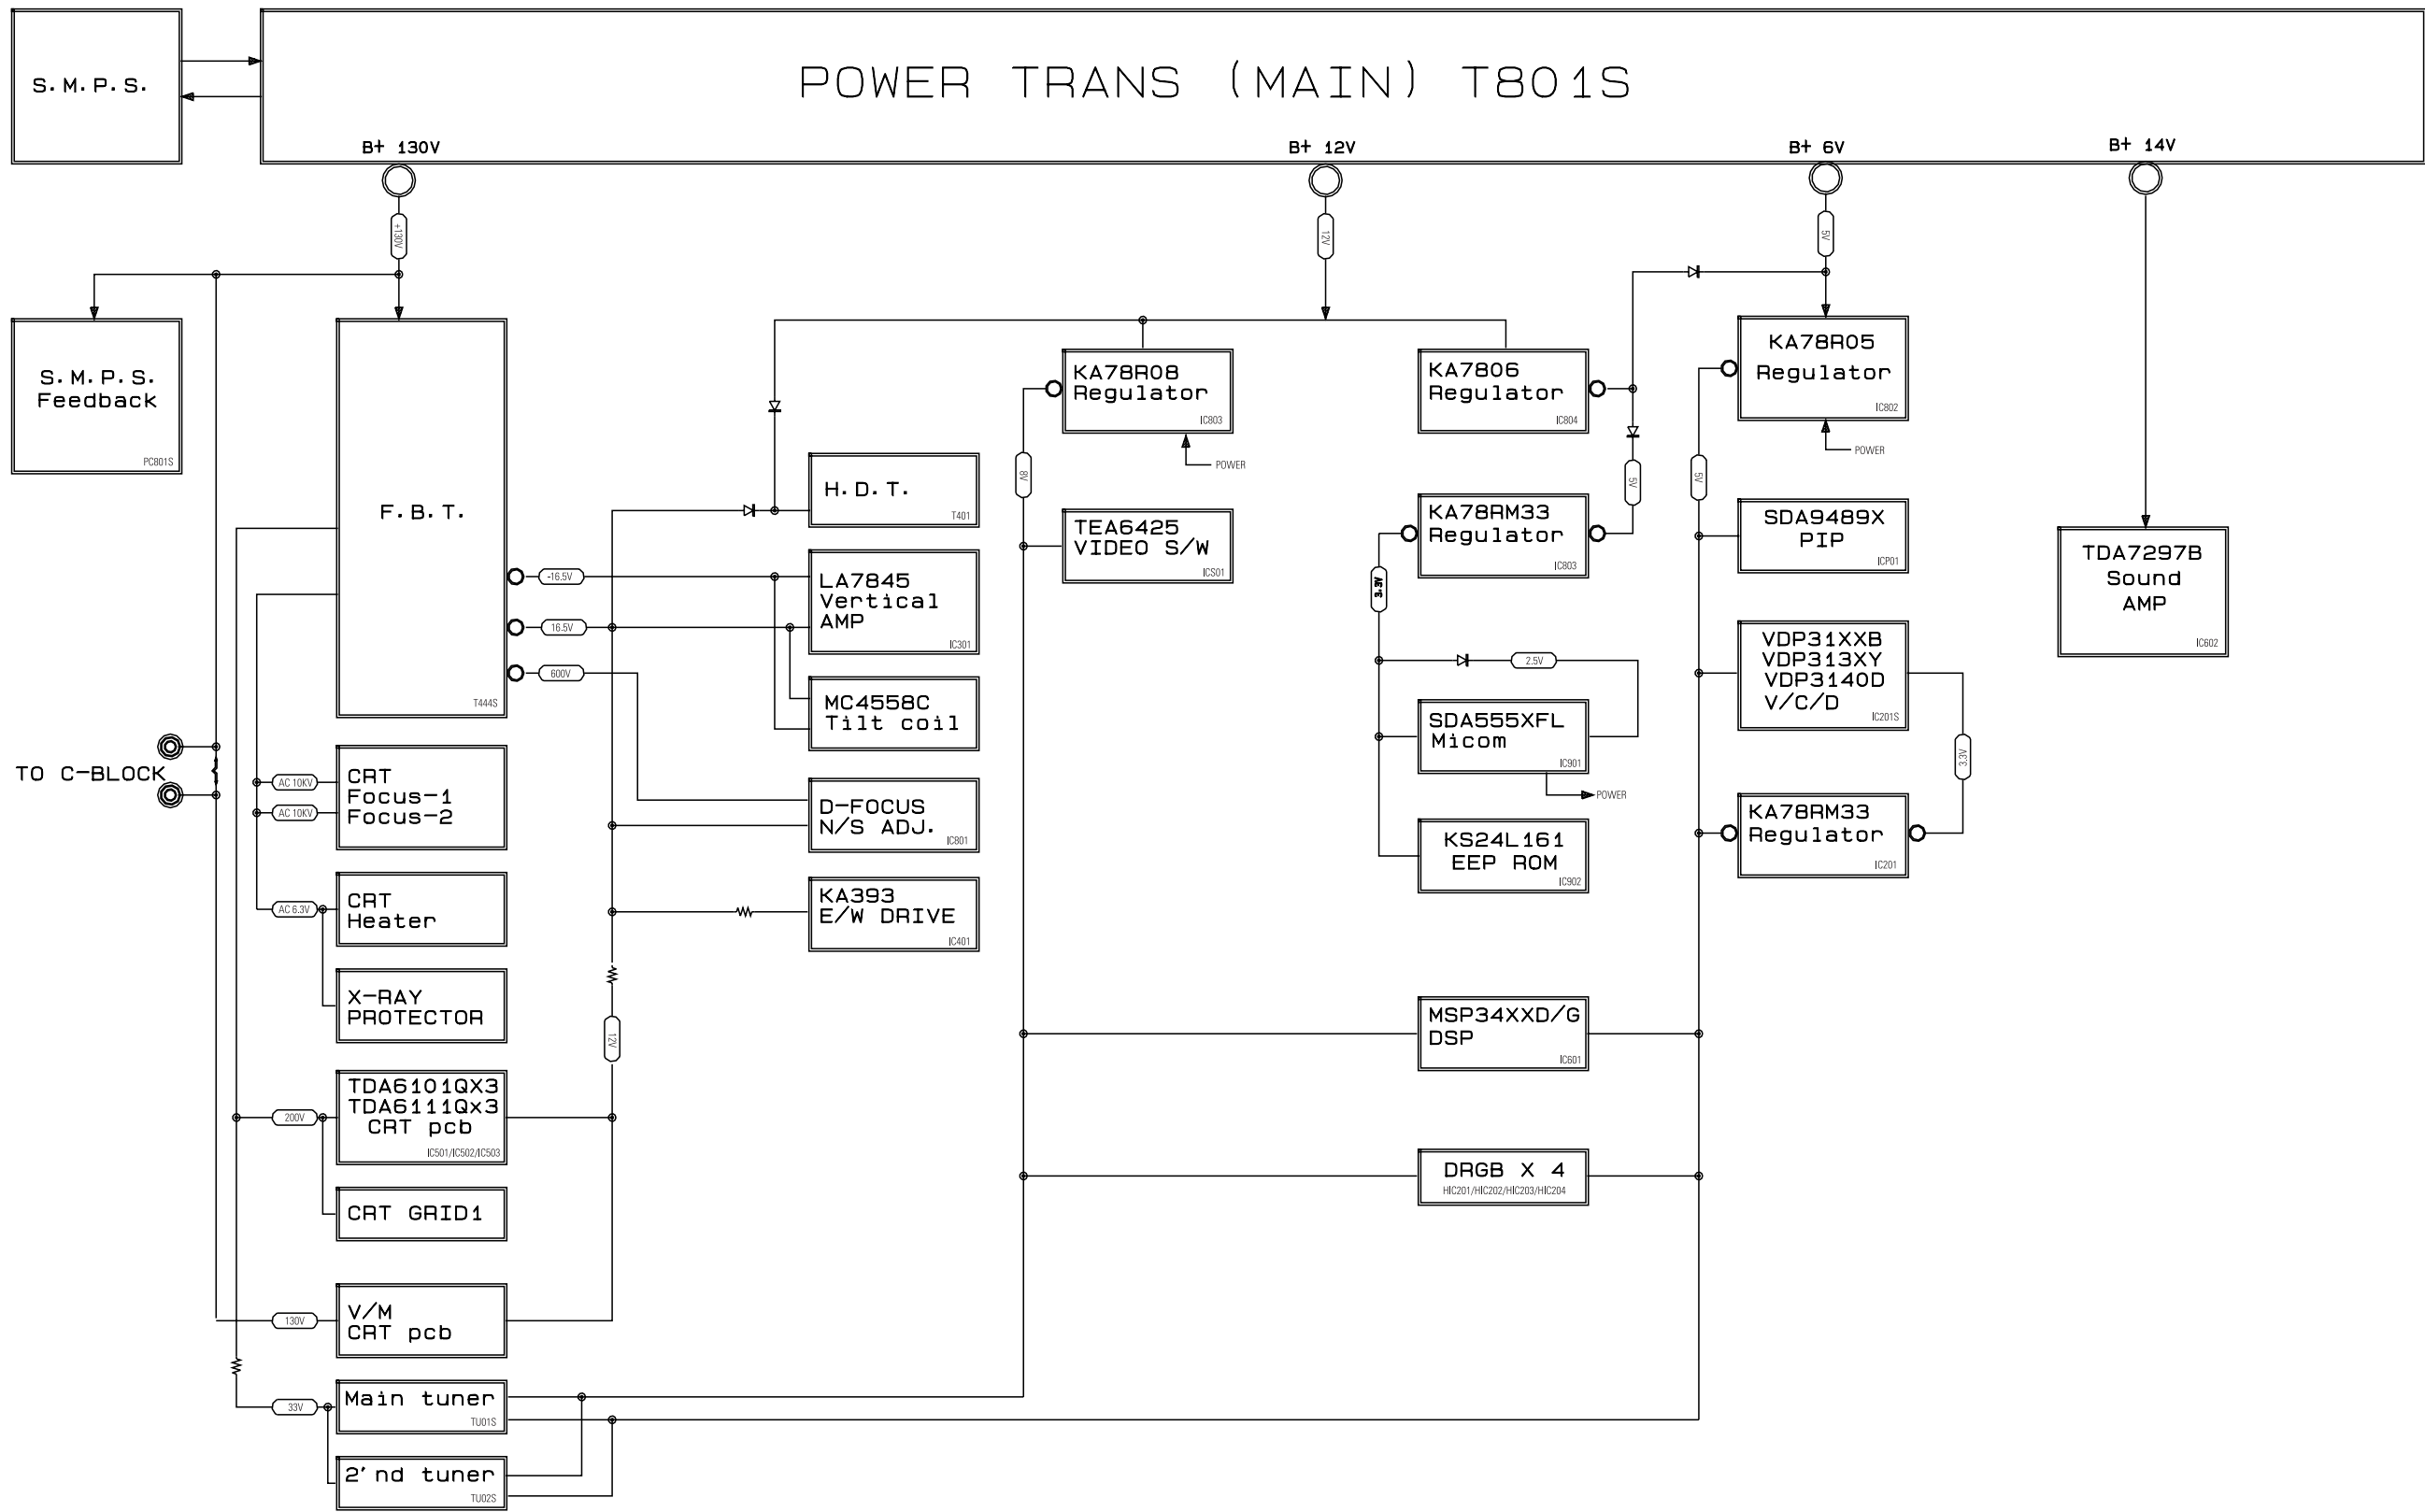 S.M.P.S.
POWER TRANS (MAIN) T801S
B+ 130V
B+ 12V
B+ 6V
B+ 14V
+130V
12V
5V
S.M.P.S.
Feedback
PC801S
F.B.T.
T444S
-16.5V
16.5V
600V
H.D.T.
T401
LA7845
Vertical
AMP
IC301
MC4558C
Tilt coil
D-FOCUS
N/S ADJ.
IC801
KA393
E/W DRIVE
IC401
12V
KA78R08
Regulator
IC803
POWER
8V
TEA6425
VIDEO S/W
ICS01
KA7806
Regulator
IC804
5V
KA78RM33
Regulator
IC803
3.3V
2.5V
SDA555XFL
Micom
IC901
POWER
KS24L161
EEP ROM
IC902
MSP34XXD/G
DSP
IC601
DRGB X 4
HIC201/HIC202/HIC203/HIC204
KA78R05
Regulator
IC802
POWER
5V
SDA9489X
PIP
ICP01
VDP31XXB
VDP313XY
VDP3140D
V/C/D
IC201S
3.3V
KA78RM33
Regulator
IC201
TDA7297B
Sound
AMP
IC602
TO C-BLOCK
AC 10KV
AC 10KV
CRT
Focus-1
Focus-2
AC 6.3V
CRT
Heater
X-RAY
PROTECTOR
200V
TDA6101QX3
TDA6111Qx3
CRT pcb
IC501/IC502/IC503
CRT GRID1
130V
V/M
CRT pcb
33V
Main tuner
TU01S
2'nd tuner
TU02S